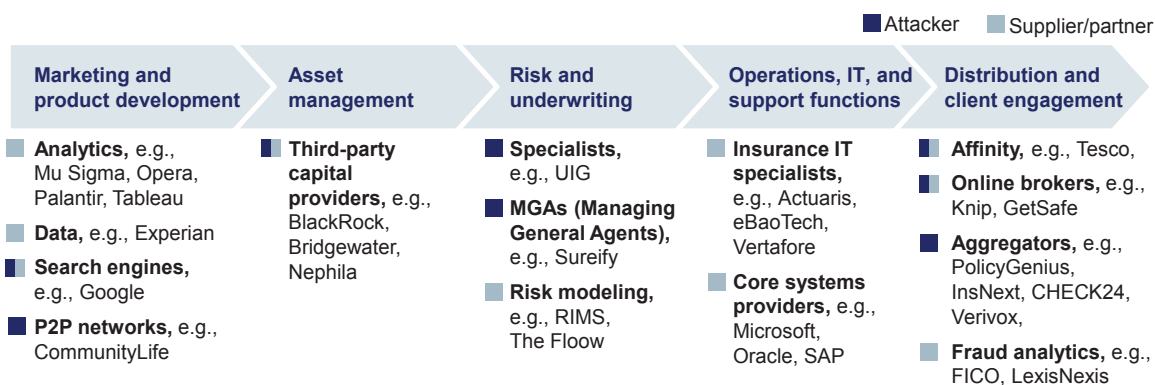 Attacker
Supplier/partner
Marketing and
product development
Asset
management
Risk and
underwriting
Operations, IT, and
support functions
Distribution and
client engagement
Analytics, e.g.,
Mu Sigma, Opera,
Palantir, Tableau
Data, e.g., Experian
Search engines,
e.g., Google
P2P networks, e.g.,
CommunityLife
Third-party
capital
providers, e.g.,
BlackRock,
Bridgewater,
Nephila
Specialists,
e.g., UIG
MGAs (Managing
General Agents),
e.g., Sureify
Risk modeling,
e.g., RIMS,
The Floow
Insurance IT
specialists,
e.g., Actuaris,
eBaoTech,
Vertafore
Core systems
providers, e.g.,
Microsoft,
Oracle, SAP
Affinity, e.g., Tesco,
Online brokers, e.g.,
Knip, GetSafe
Aggregators, e.g.,
PolicyGenius,
InsNext, CHECK24,
Verivox,
Fraud analytics, e.g.,
FICO, LexisNexis